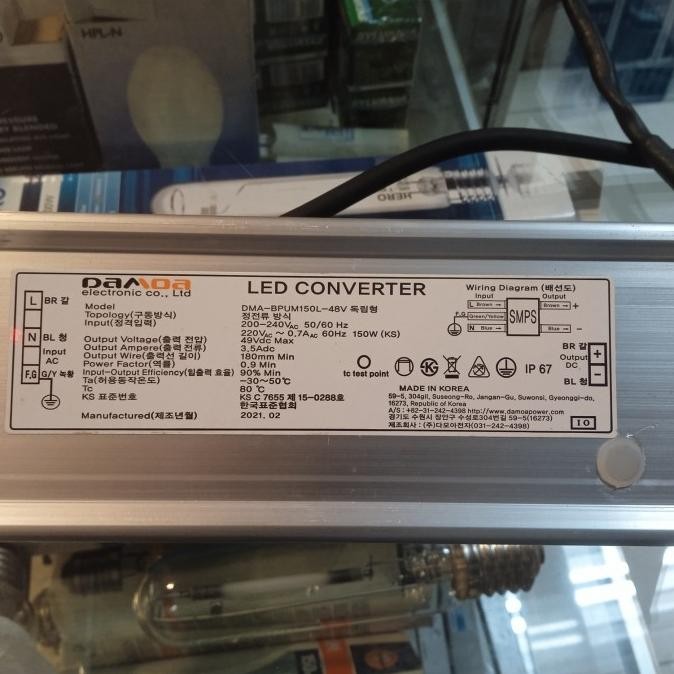 HPL-N
HERO
DAMOA
electronic co., Ltd
LED CONVERTER
Model DMA-BPUM150L-48V 독립형
Topology(구동방식) 정전류 방식
Input(정격입력) 200-240VAC 50/60 Hz
220VAC ~ 0.7AAC 60Hz 150W (KS)
Output Voltage(출력 전압) 49Vdc Max
Output Ampere(출력 전류) 3.5Adc
Output Wire(선선 길이) 180mm Min
Power Factor(역률) 0.9 Min
Input-Output Efficiency(입출력 효율) 90% Min
Ta(허용동작온도) -30~50℃
Tc 80 ℃
KS 표준번호 KS C 7655 제 15-0288호
한국표준협회
Manufactured(제조년월) 2021. 02
L BR 갈
N BL 청
Input
AC
F.G G/Y 녹황
Wiring Diagram (배선도)
Input Output
L Brown Brown +
F.G Green/Yellow SMPS
N Blue Blue -
BR 갈 +
Output
DC
BL 청 -
tc test point
IP 67
MADE IN KOREA
59-5, 304gil, Suseong-Ro, Jangan-Gu, Suwonsi, Gyeonggi-do,
16273, Republic of Korea
A/S : +82-31-242-4398 http://www.damoapower.com
경기도 수원시 장안구 수성로 304번길 59-5(16273)
제조회사 : (주)다모아전자(031-242-4398)
10